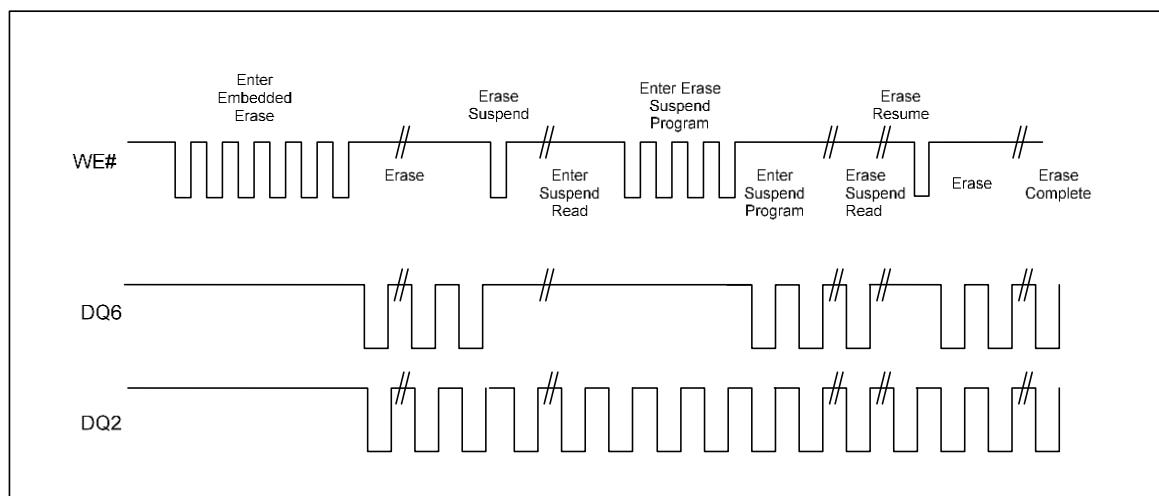 Enter
Embedded
Erase
Erase
Suspend
Enter Erase
Suspend
Program
Erase
Resume
WE#
Erase
Enter
Suspend
Read
Enter
Suspend
Program
Erase
Suspend
Read
Erase
Erase
Complete
DQ6
DQ2